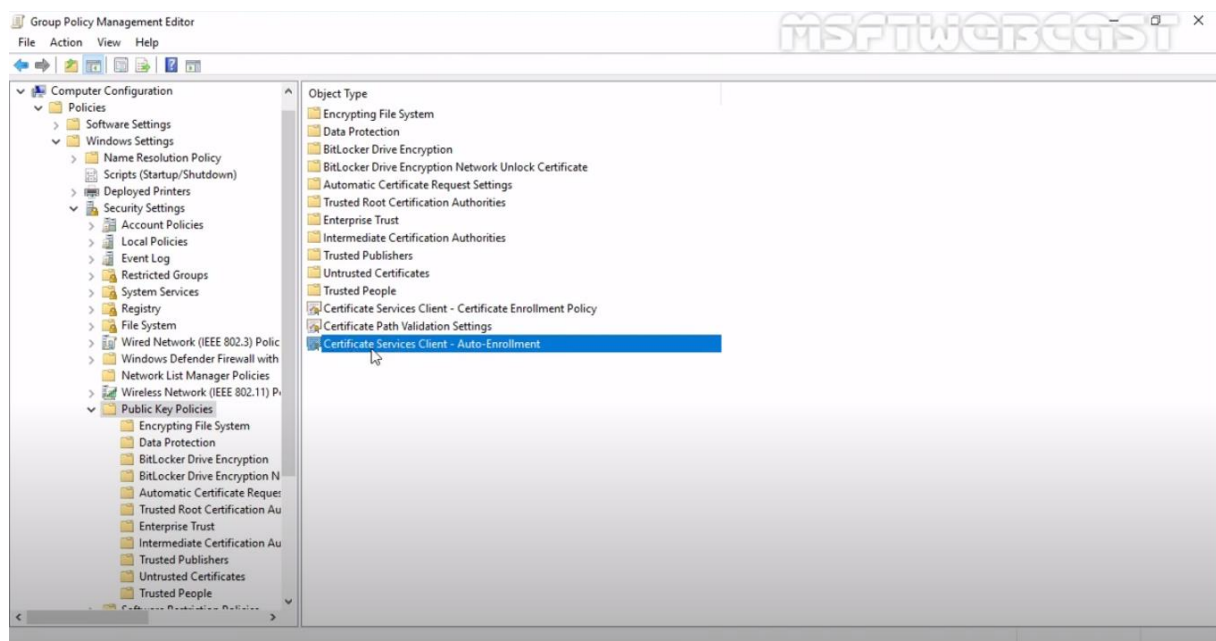 Group Policy Management Editor
MSFTWEBCAST
File Action View Help
Computer Configuration
Policies
Software Settings
Windows Settings
Name Resolution Policy
Scripts (Startup/Shutdown)
Deployed Printers
Security Settings
Account Policies
Local Policies
Event Log
Restricted Groups
System Services
Registry
File System
Wired Network (IEEE 802.3) Polic
Windows Defender Firewall with
Network List Manager Policies
Wireless Network (IEEE 802.11) P
Public Key Policies
Encrypting File System
Data Protection
BitLocker Drive Encryption
BitLocker Drive Encryption N
Automatic Certificate Reques
Trusted Root Certification Au
Enterprise Trust
Intermediate Certification Au
Trusted Publishers
Untrusted Certificates
Trusted People
Object Type
Encrypting File System
Data Protection
BitLocker Drive Encryption
BitLocker Drive Encryption Network Unlock Certificate
Automatic Certificate Request Settings
Trusted Root Certification Authorities
Enterprise Trust
Intermediate Certification Authorities
Trusted Publishers
Untrusted Certificates
Trusted People
Certificate Services Client - Certificate Enrollment Policy
Certificate Path Validation Settings
Certificate Services Client - Auto-Enrollment